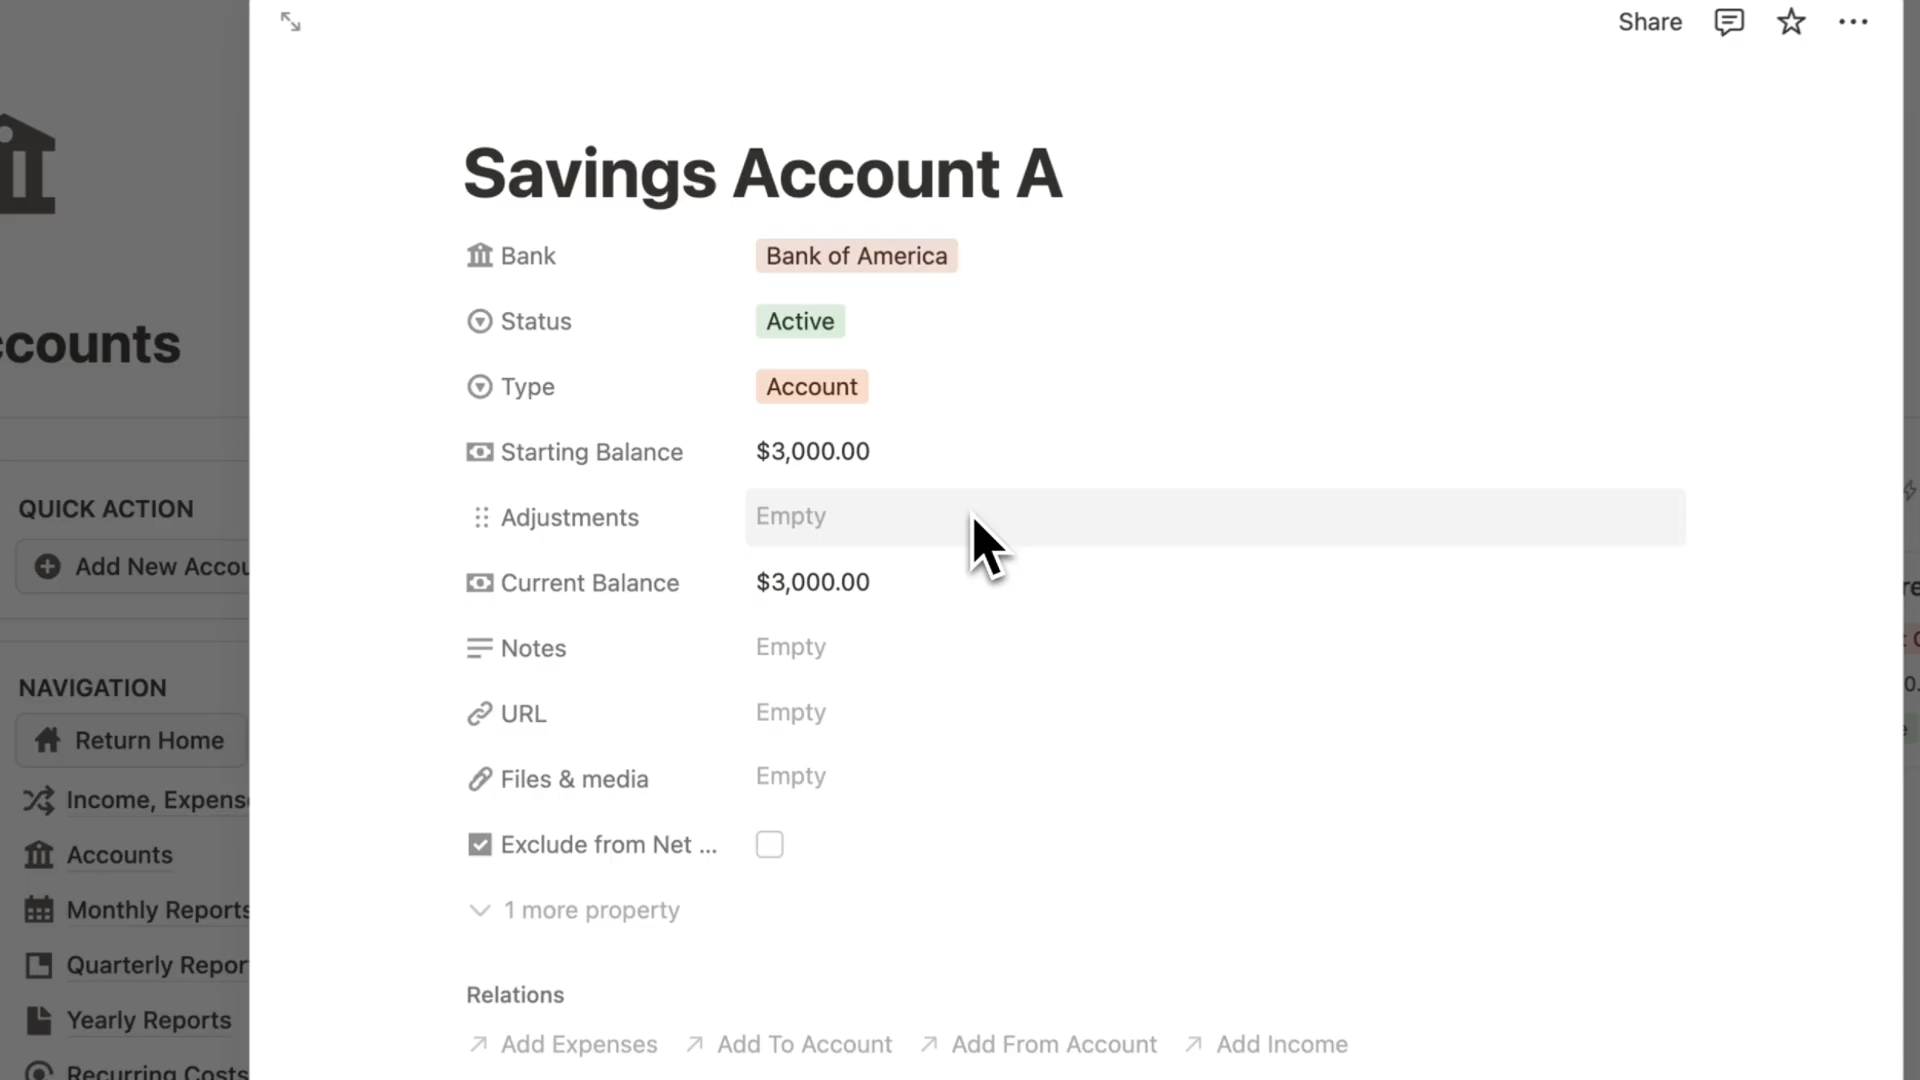 Share
Savings Account A
Bank Bank of America
Status Active
Type Account
Starting Balance $3,000.00
Adjustments Empty
Current Balance $3,000.00
Notes Empty
URL Empty
Files & media Empty
Exclude from Net ...
1 more property
Relations
Add Expenses Add To Account Add From Account Add Income
ccounts
QUICK ACTION
Add New Accou
NAVIGATION
Return Home
Income, Expens
Accounts
Monthly Reports
Quarterly Repor
Yearly Reports
Recurring Costs